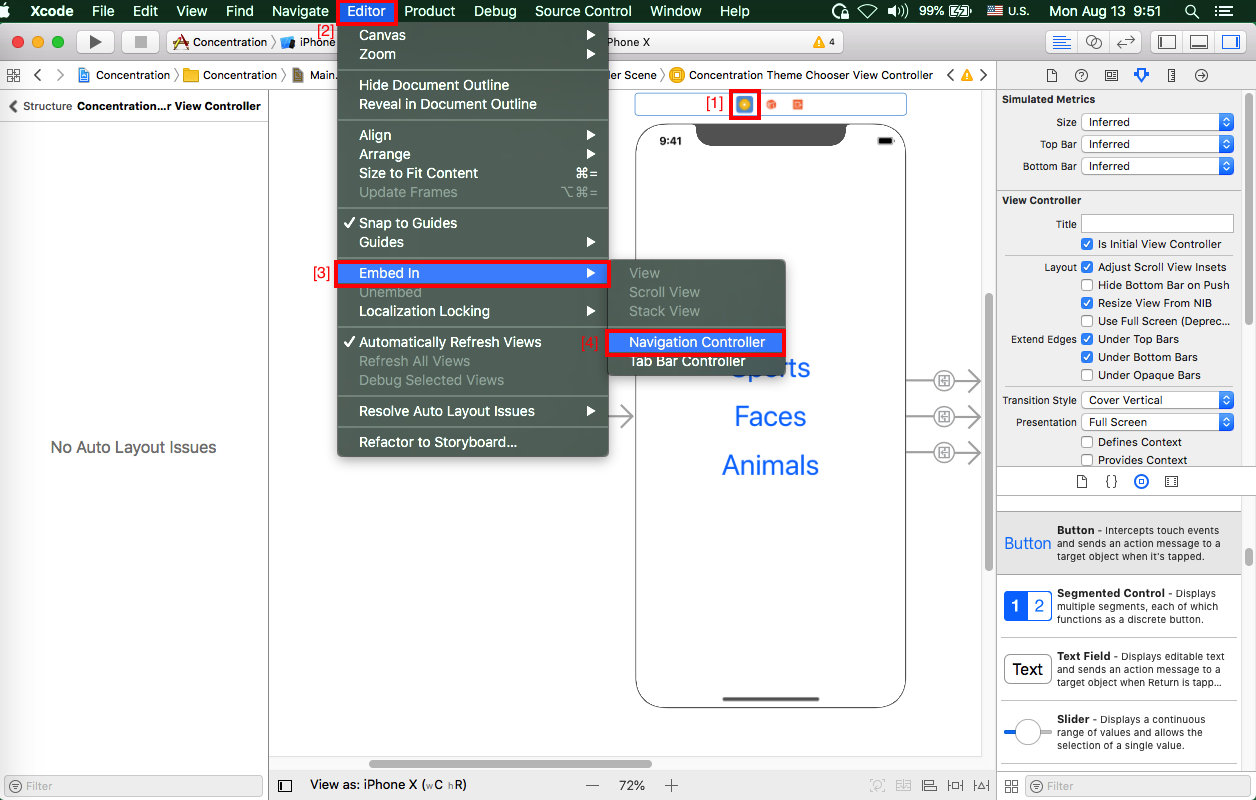 Xcode File Edit View Find Navigate Editor Product Debug Source Control Window Help 99% U.S. Mon Aug 13 9:51
[2]
Concentration iPhone
Phone X 4
Concentration Concentration Main.
ler Scene Concentration Theme Chooser View Controller
Structure Concentration...r View Controller
No Auto Layout Issues
Filter
Canvas
Zoom
Hide Document Outline
Reveal in Document Outline
Align
Arrange
Size to Fit Content ⌘=
Update Frames ⌥⌘=
✓ Snap to Guides
Guides
[3] Embed In
Unembed
Localization Locking
✓ Automatically Refresh Views
Refresh All Views
Debug Selected Views
Resolve Auto Layout Issues
Refactor to Storyboard...
View
Scroll View
Stack View
[4] Navigation Controller
Tab Bar Controller
[1]
9:41
Sports
Faces
Animals
View as: iPhone X (wC hR)
72%
Simulated Metrics
Size Inferred
Top Bar Inferred
Bottom Bar Inferred
View Controller
Title
Is Initial View Controller
Layout Adjust Scroll View Insets
Hide Bottom Bar on Push
Resize View From NIB
Use Full Screen (Deprec...
Extend Edges Under Top Bars
Under Bottom Bars
Under Opaque Bars
Transition Style Cover Vertical
Presentation Full Screen
Defines Context
Provides Context
{ }
Button
Button - Intercepts touch events
and sends an action message to a
target object when it's tapped.
1 2
Segmented Control - Displays
multiple segments, each of which
functions as a discrete button.
Text
Text Field - Displays editable text
and sends an action message to a
target object when Return is tapp...
Slider - Displays a continuous
range of values and allows the
selection of a single value.
Filter